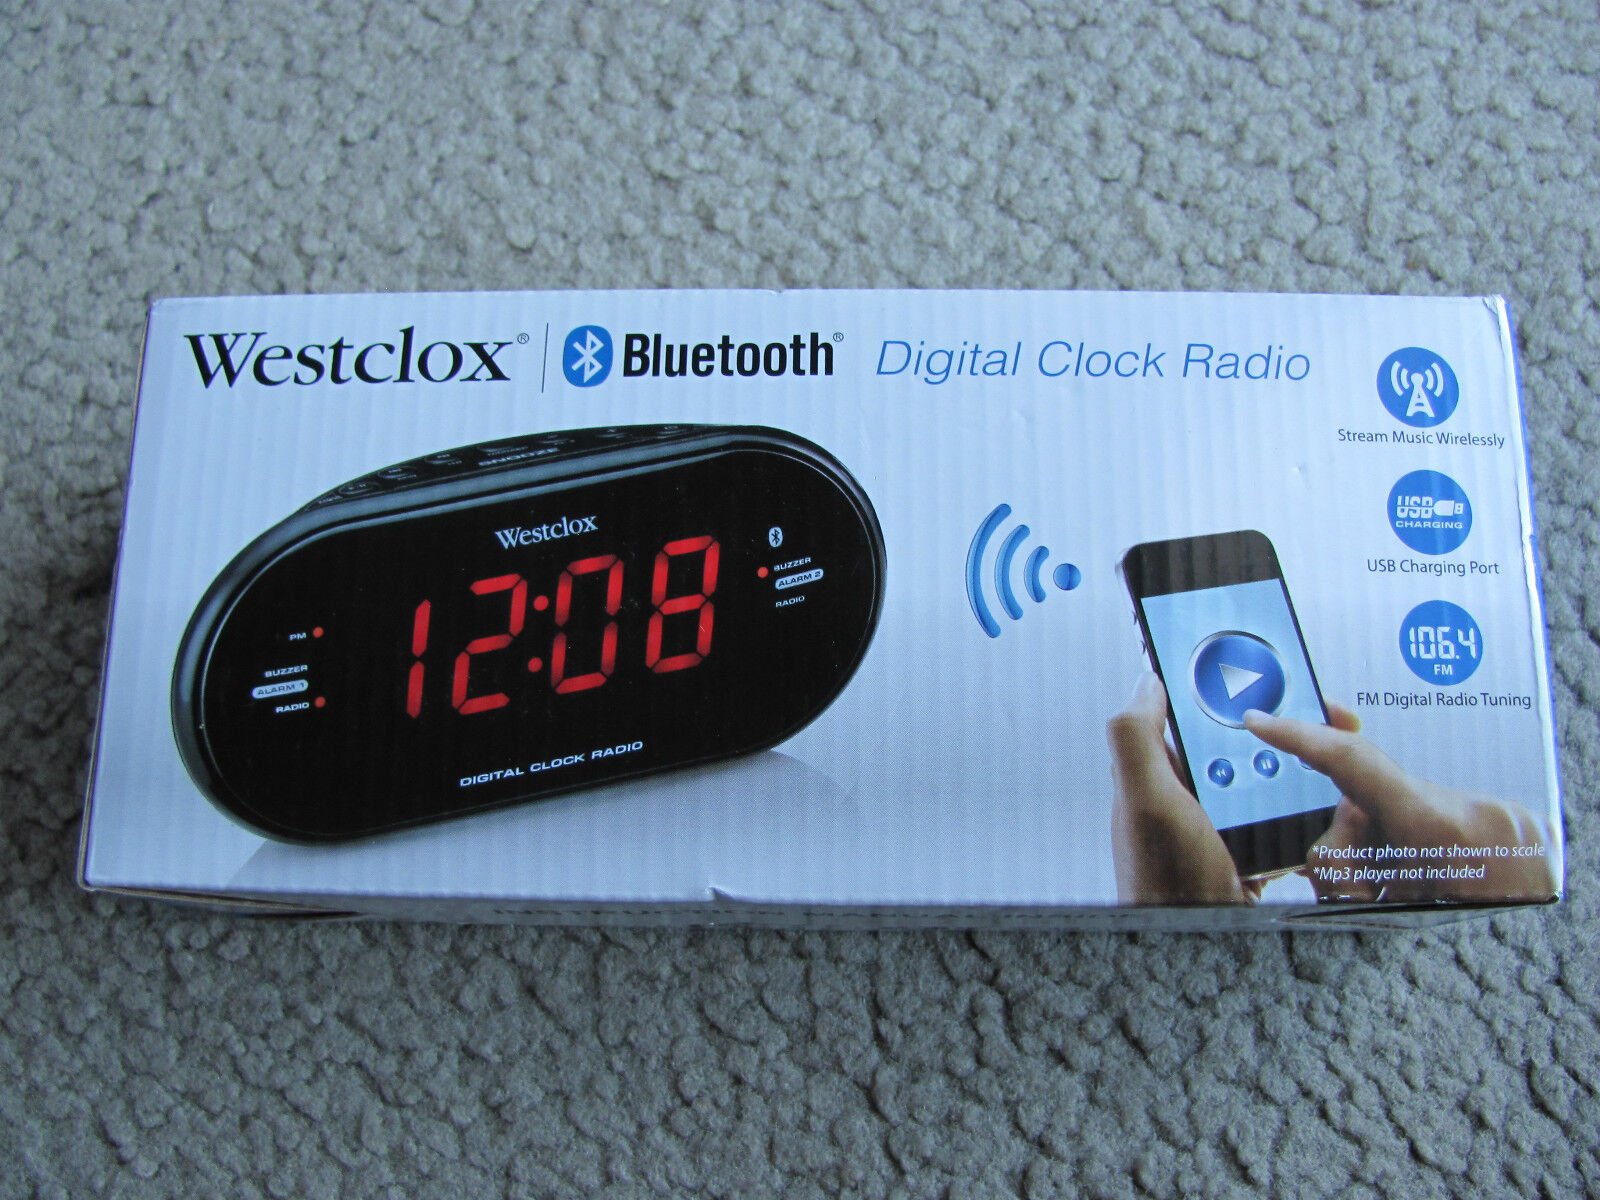 Westclox® Bluetooth® Digital Clock Radio
Stream Music Wirelessly
USB
CHARGING
USB Charging Port
106.4
FM
FM Digital Radio Tuning
SNOOZE
Westclox
12:08
PM
BUZZER
ALARM 1
RADIO
BUZZER
ALARM 2
RADIO
DIGITAL CLOCK RADIO
*Product photo not shown to scale
*Mp3 player not included